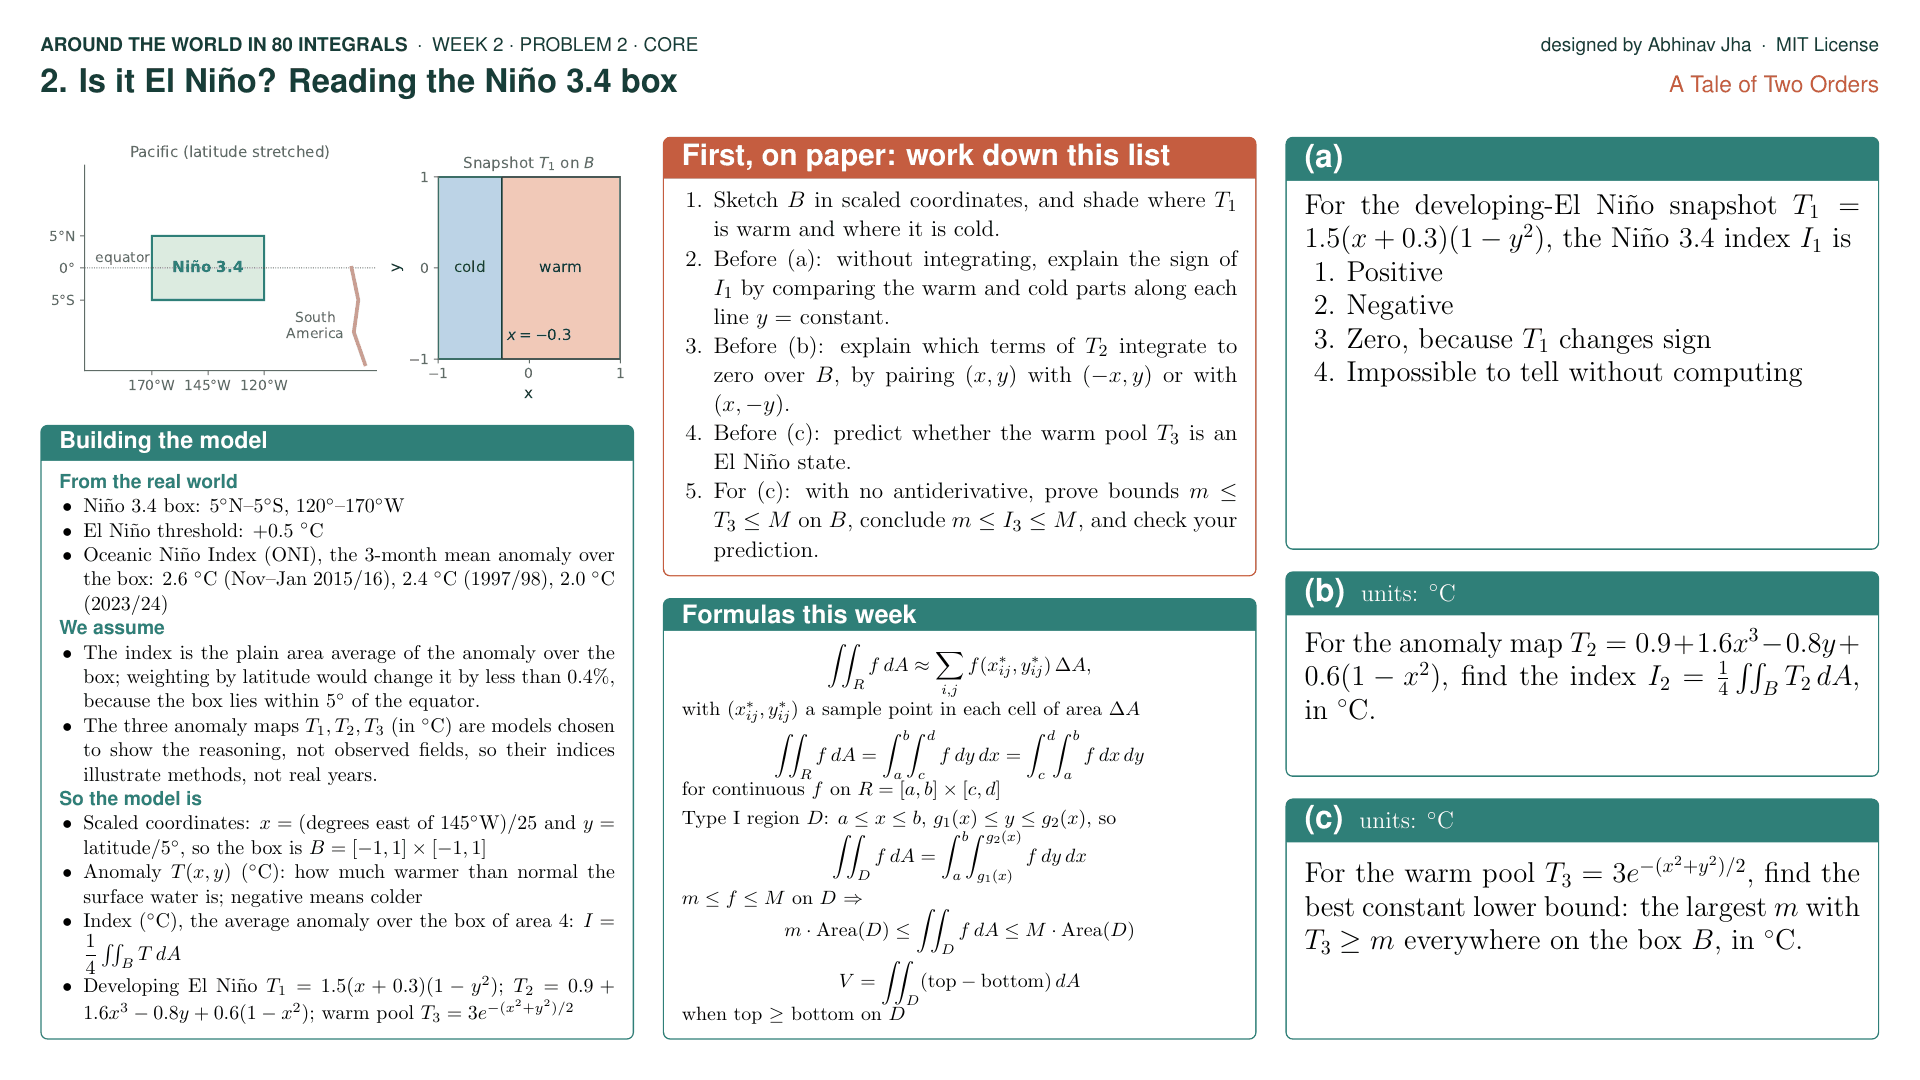 AROUND THE WORLD IN 80 INTEGRALS · WEEK 2 · PROBLEM 2 · CORE
designed by Abhinav Jha · MIT License
2. Is it El Niño? Reading the Niño 3.4 box
A Tale of Two Orders
Pacific (latitude stretched)
5°N
0°
5°S
equator
Niño 3.4
South
America
170°W 145°W 120°W
Snapshot T₁ on B
1
0
−1
y
cold
warm
x = −0.3
−1 0 1
x
Building the model
From the real world
• Niño 3.4 box: 5°N–5°S, 120°–170°W
• El Niño threshold: +0.5 °C
• Oceanic Niño Index (ONI), the 3-month mean anomaly over
the box: 2.6 °C (Nov–Jan 2015/16), 2.4 °C (1997/98), 2.0 °C
(2023/24)
We assume
• The index is the plain area average of the anomaly over the
box; weighting by latitude would change it by less than 0.4%,
because the box lies within 5° of the equator.
• The three anomaly maps T₁, T₂, T₃ (in °C) are models chosen
to show the reasoning, not observed fields, so their indices
illustrate methods, not real years.
So the model is
• Scaled coordinates: x = (degrees east of 145°W)/25 and y =
latitude/5°, so the box is B = [−1, 1] × [−1, 1]
• Anomaly T(x, y) (°C): how much warmer than normal the
surface water is; negative means colder
• Index (°C), the average anomaly over the box of area 4: I =
1/4 ∬_B T dA
• Developing El Niño T₁ = 1.5(x + 0.3)(1 − y²); T₂ = 0.9 +
1.6x³ − 0.8y + 0.6(1 − x²); warm pool T₃ = 3e^{−(x²+y²)/2}
First, on paper: work down this list
1. Sketch B in scaled coordinates, and shade where T₁
is warm and where it is cold.
2. Before (a): without integrating, explain the sign of
I₁ by comparing the warm and cold parts along each
line y = constant.
3. Before (b): explain which terms of T₂ integrate to
zero over B, by pairing (x, y) with (−x, y) or with
(x, −y).
4. Before (c): predict whether the warm pool T₃ is an
El Niño state.
5. For (c): with no antiderivative, prove bounds m ≤
T₃ ≤ M on B, conclude m ≤ I₃ ≤ M, and check your
prediction.
Formulas this week
∬_R f dA ≈ ∑_{i,j} f(x*_{ij}, y*_{ij}) ΔA,
with (x*_{ij}, y*_{ij}) a sample point in each cell of area ΔA
∬_R f dA = ∫_a^b ∫_c^d f dy dx = ∫_c^d ∫_a^b f dx dy
for continuous f on R = [a, b] × [c, d]
Type I region D: a ≤ x ≤ b, g₁(x) ≤ y ≤ g₂(x), so
∬_D f dA = ∫_a^b ∫_{g₁(x)}^{g₂(x)} f dy dx
m ≤ f ≤ M on D ⇒
m · Area(D) ≤ ∬_D f dA ≤ M · Area(D)
V = ∬_D (top − bottom) dA
when top ≥ bottom on D
(a)
For the developing-El Niño snapshot T₁ =
1.5(x + 0.3)(1 − y²), the Niño 3.4 index I₁ is
1. Positive
2. Negative
3. Zero, because T₁ changes sign
4. Impossible to tell without computing
(b) units: °C
For the anomaly map T₂ = 0.9+1.6x³−0.8y+
0.6(1 − x²), find the index I₂ = 1/4 ∬_B T₂ dA,
in °C.
(c) units: °C
For the warm pool T₃ = 3e^{−(x²+y²)/2}, find the
best constant lower bound: the largest m with
T₃ ≥ m everywhere on the box B, in °C.